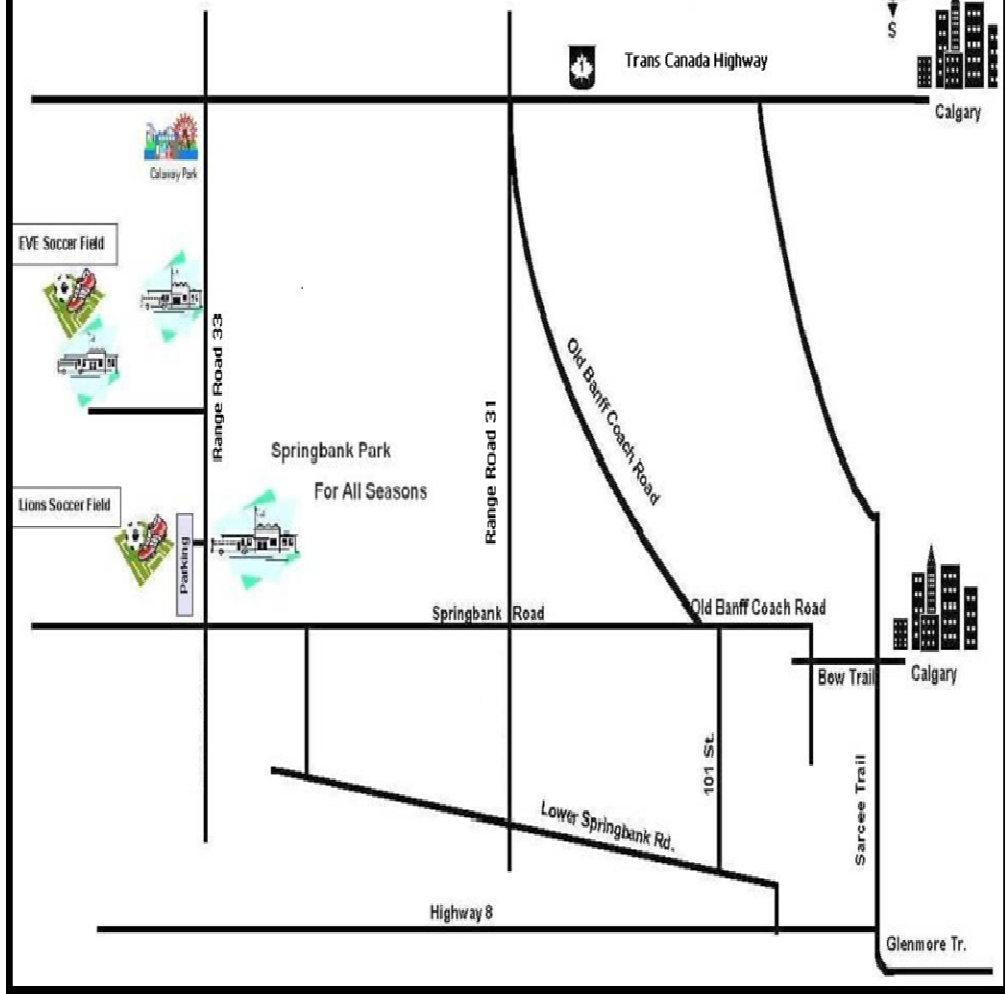 S
1
Trans Canada Highway
Calgary
Calaway Park
EVE Soccer Field
Range Road 33
Old Banff Coach Road
Range Road 31
Springbank Park
For All Seasons
Lions Soccer Field
Parking
Springbank Road
Old Banff Coach Road
Bow Trail
Calgary
101 St.
Sarcee Trail
Lower Springbank Rd.
Highway 8
Glenmore Tr.